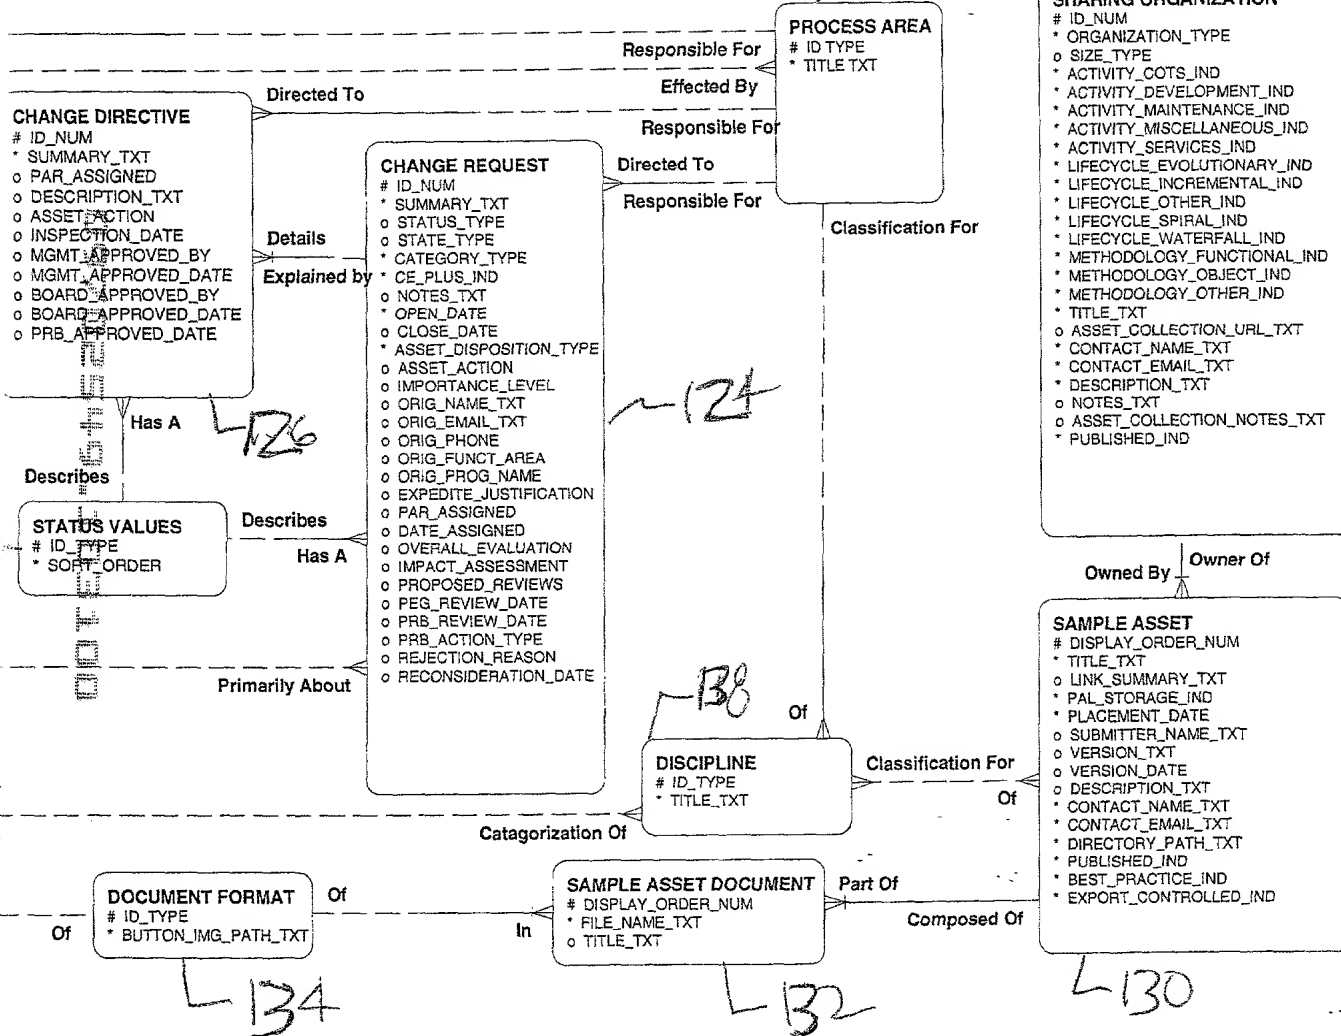 PROCESS AREA
# ID TYPE
* TITLE TXT
Responsible For
Effected By
Directed To
Responsible For
CHANGE DIRECTIVE
# ID_NUM
* SUMMARY_TXT
o PAR_ASSIGNED
o DESCRIPTION_TXT
o ASSET_ACTION
o INSPECTION_DATE
o MGMT_APPROVED_BY
o MGMT_APPROVED_DATE
o BOARD_APPROVED_BY
o BOARD_APPROVED_DATE
o PRB_APPROVED_DATE
126
Details
Explained by
Has A
Describes
STATUS VALUES
# ID_TYPE
* SORT_ORDER
Describes
Has A
Primarily About
CHANGE REQUEST
# ID_NUM
* SUMMARY_TXT
o STATUS_TYPE
o STATE_TYPE
* CATEGORY_TYPE
* CE_PLUS_IND
o NOTES_TXT
* OPEN_DATE
o CLOSE_DATE
* ASSET_DISPOSITION_TYPE
o ASSET_ACTION
o IMPORTANCE_LEVEL
o ORIG_NAME_TXT
o ORIG_EMAIL_TXT
o ORIG_PHONE
o ORIG_FUNCT_AREA
o ORIG_PROG_NAME
o EXPEDITE_JUSTIFICATION
o PAR_ASSIGNED
o DATE_ASSIGNED
o OVERALL_EVALUATION
o IMPACT_ASSESSMENT
o PROPOSED_REVIEWS
o PEG_REVIEW_DATE
o PRB_REVIEW_DATE
o PRB_ACTION_TYPE
o REJECTION_REASON
o RECONSIDERATION_DATE
124
Directed To
Responsible For
Classification For
Of
138
DISCIPLINE
# ID_TYPE
* TITLE_TXT
Catagorization Of
Classification For
Of
SHARING ORGANIZATION
# ID_NUM
* ORGANIZATION_TYPE
o SIZE_TYPE
* ACTIVITY_COTS_IND
* ACTIVITY_DEVELOPMENT_IND
* ACTIVITY_MAINTENANCE_IND
* ACTIVITY_MISCELLANEOUS_IND
* ACTIVITY_SERVICES_IND
* LIFECYCLE_EVOLUTIONARY_IND
* LIFECYCLE_INCREMENTAL_IND
* LIFECYCLE_OTHER_IND
* LIFECYCLE_SPIRAL_IND
* LIFECYCLE_WATERFALL_IND
* METHODOLOGY_FUNCTIONAL_IND
* METHODOLOGY_OBJECT_IND
* METHODOLOGY_OTHER_IND
* TITLE_TXT
o ASSET_COLLECTION_URL_TXT
* CONTACT_NAME_TXT
* CONTACT_EMAIL_TXT
* DESCRIPTION_TXT
o NOTES_TXT
o ASSET_COLLECTION_NOTES_TXT
* PUBLISHED_IND
Owner Of
Owned By
SAMPLE ASSET
# DISPLAY_ORDER_NUM
* TITLE_TXT
o LINK_SUMMARY_TXT
* PAL_STORAGE_IND
* PLACEMENT_DATE
o SUBMITTER_NAME_TXT
o VERSION_TXT
o VERSION_DATE
o DESCRIPTION_TXT
* CONTACT_NAME_TXT
* CONTACT_EMAIL_TXT
* DIRECTORY_PATH_TXT
* PUBLISHED_IND
* BEST_PRACTICE_IND
* EXPORT_CONTROLLED_IND
130
DOCUMENT FORMAT
# ID_TYPE
* BUTTON_IMG_PATH_TXT
Of
134
Of
In
SAMPLE ASSET DOCUMENT
# DISPLAY_ORDER_NUM
* FILE_NAME_TXT
o TITLE_TXT
132
Part Of
Composed Of